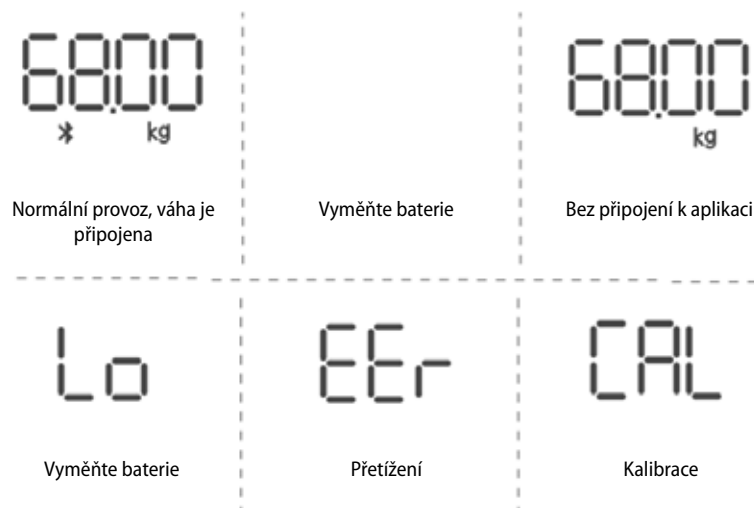 68.00
kg
Normální provoz, váha je
připojena
Vyměňte baterie
68.00
kg
Bez připojení k aplikaci
Lo
Vyměňte baterie
EEr
Přetížení
CAL
Kalibrace